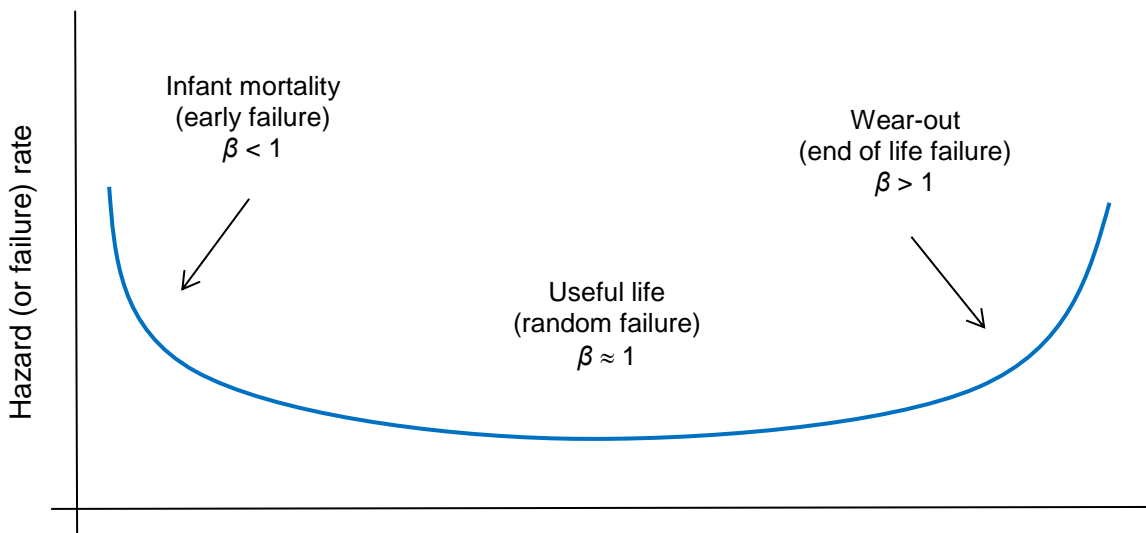 Hazard (or failure) rate
Infant mortality
(early failure)
β < 1
Useful life
(random failure)
β ≈ 1
Wear-out
(end of life failure)
β > 1